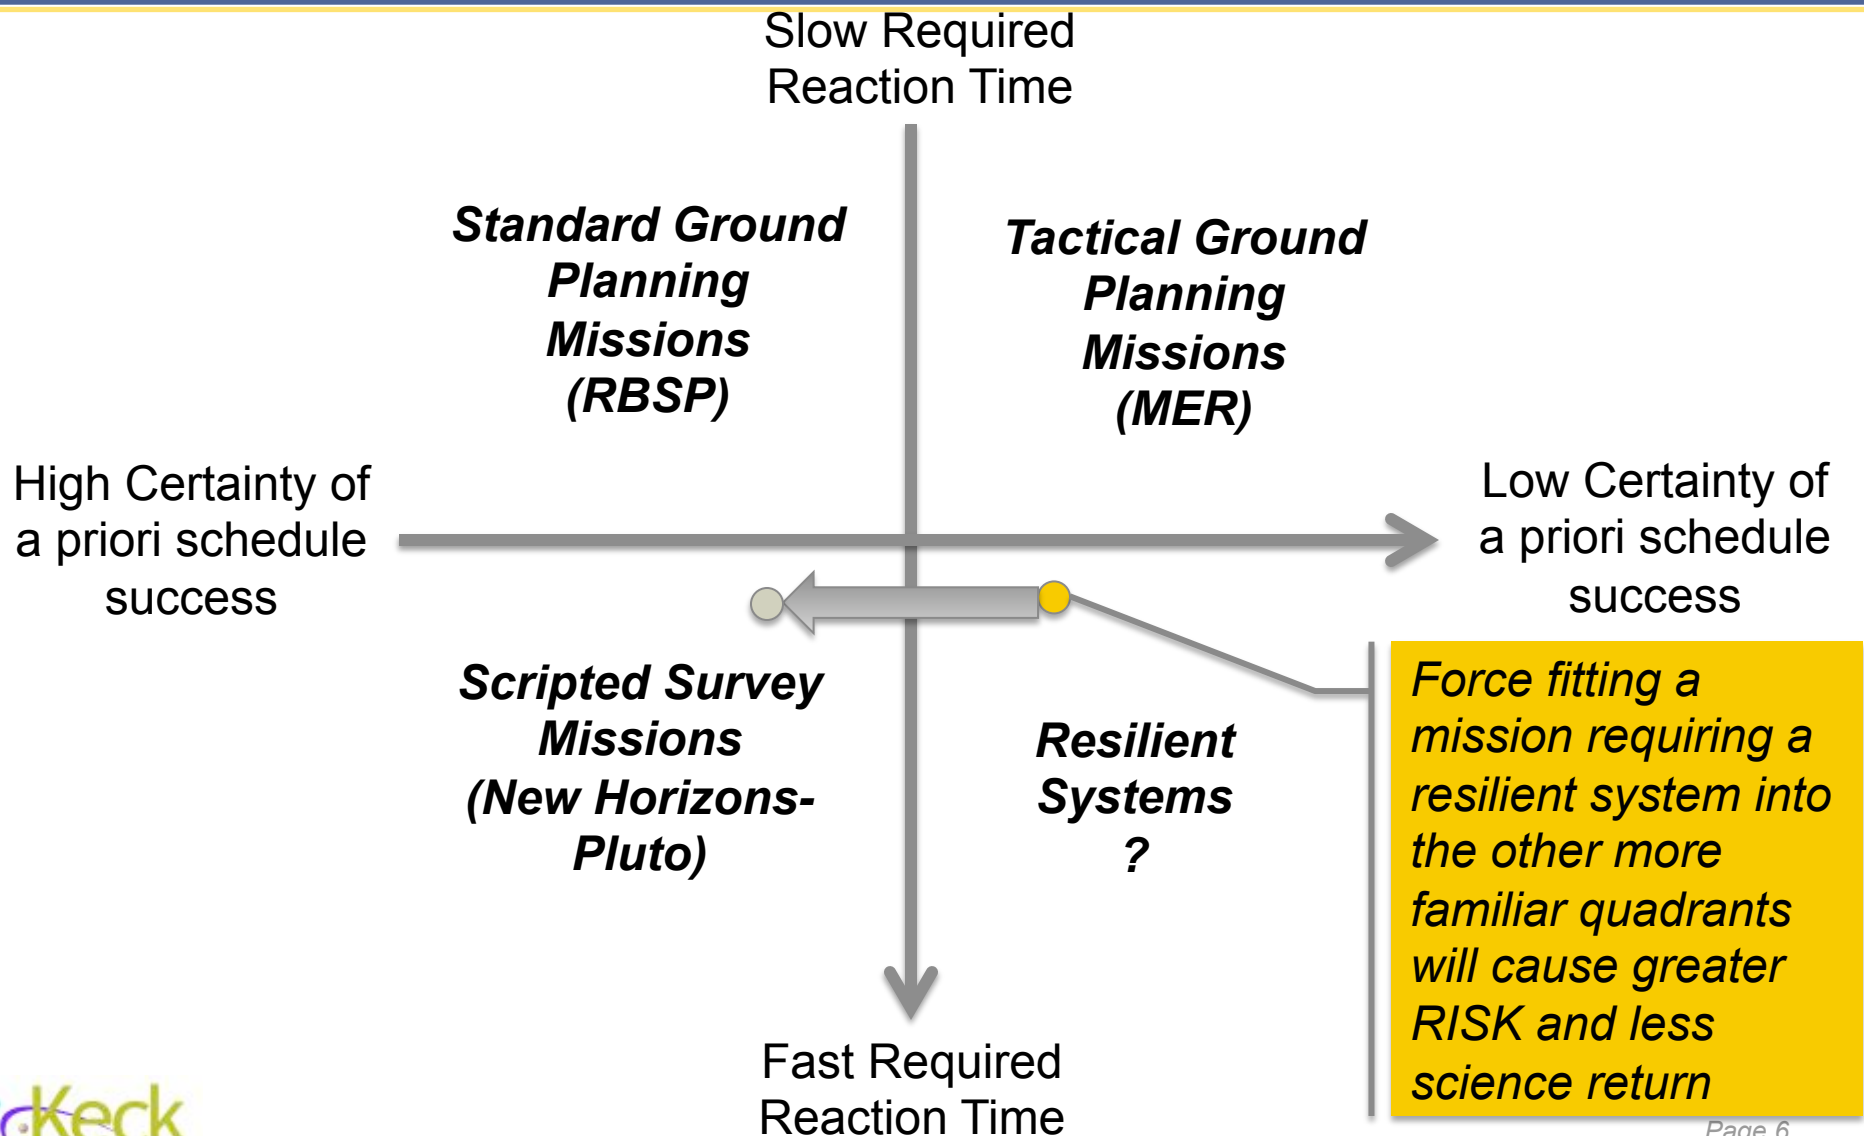 Slow Required
Reaction Time
Standard Ground
Planning
Missions
(RBSP)
Tactical Ground
Planning
Missions
(MER)
High Certainty of
a priori schedule
success
Low Certainty of
a priori schedule
success
Scripted Survey
Missions
(New Horizons-
Pluto)
Resilient
Systems
?
Force fitting a
mission requiring a
resilient system into
the other more
familiar quadrants
will cause greater
RISK and less
science return
Fast Required
Reaction Time
Keck
Page 6